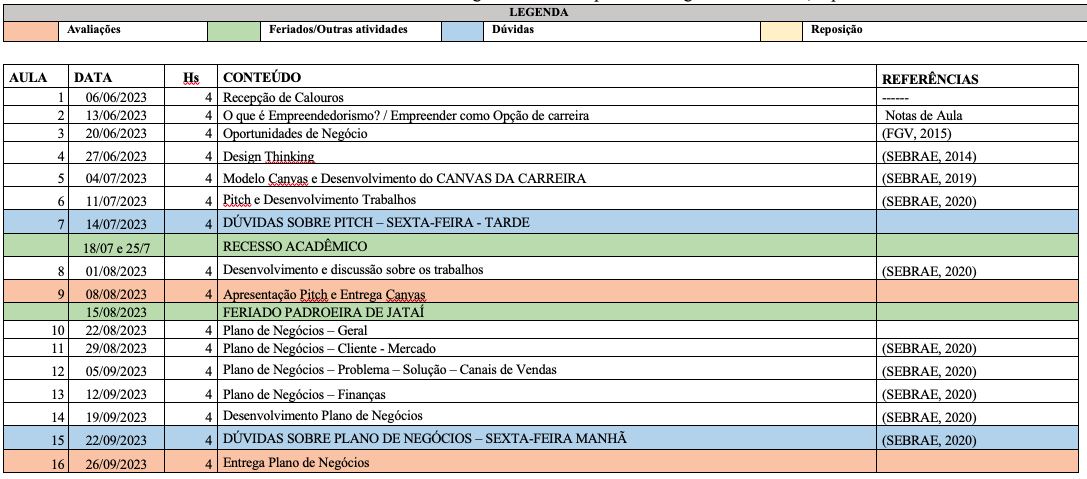 LEGENDA
Avaliações Feriados/Outras atividades Dúvidas Reposição
AULA DATA Hs CONTEÚDO REFERÊNCIAS
1 06/06/2023 4 Recepção de Calouros ------
2 13/06/2023 4 O que é Empreendedorismo? / Empreender como Opção de carreira Notas de Aula
3 20/06/2023 4 Oportunidades de Negócio (FGV, 2015)
4 27/06/2023 4 Design Thinking (SEBRAE, 2014)
5 04/07/2023 4 Modelo Canvas e Desenvolvimento do CANVAS DA CARREIRA (SEBRAE, 2019)
6 11/07/2023 4 Pitch e Desenvolvimento Trabalhos (SEBRAE, 2020)
7 14/07/2023 4 DÚVIDAS SOBRE PITCH – SEXTA-FEIRA - TARDE
18/07 e 25/7 RECESSO ACADÊMICO
8 01/08/2023 4 Desenvolvimento e discussão sobre os trabalhos (SEBRAE, 2020)
9 08/08/2023 4 Apresentação Pitch e Entrega Canvas
15/08/2023 FERIADO PADROEIRA DE JATAÍ
10 22/08/2023 4 Plano de Negócios – Geral
11 29/08/2023 4 Plano de Negócios – Cliente - Mercado (SEBRAE, 2020)
12 05/09/2023 4 Plano de Negócios – Problema – Solução – Canais de Vendas (SEBRAE, 2020)
13 12/09/2023 4 Plano de Negócios – Finanças (SEBRAE, 2020)
14 19/09/2023 4 Desenvolvimento Plano de Negócios (SEBRAE, 2020)
15 22/09/2023 4 DÚVIDAS SOBRE PLANO DE NEGÓCIOS – SEXTA-FEIRA MANHÃ (SEBRAE, 2020)
16 26/09/2023 4 Entrega Plano de Negócios